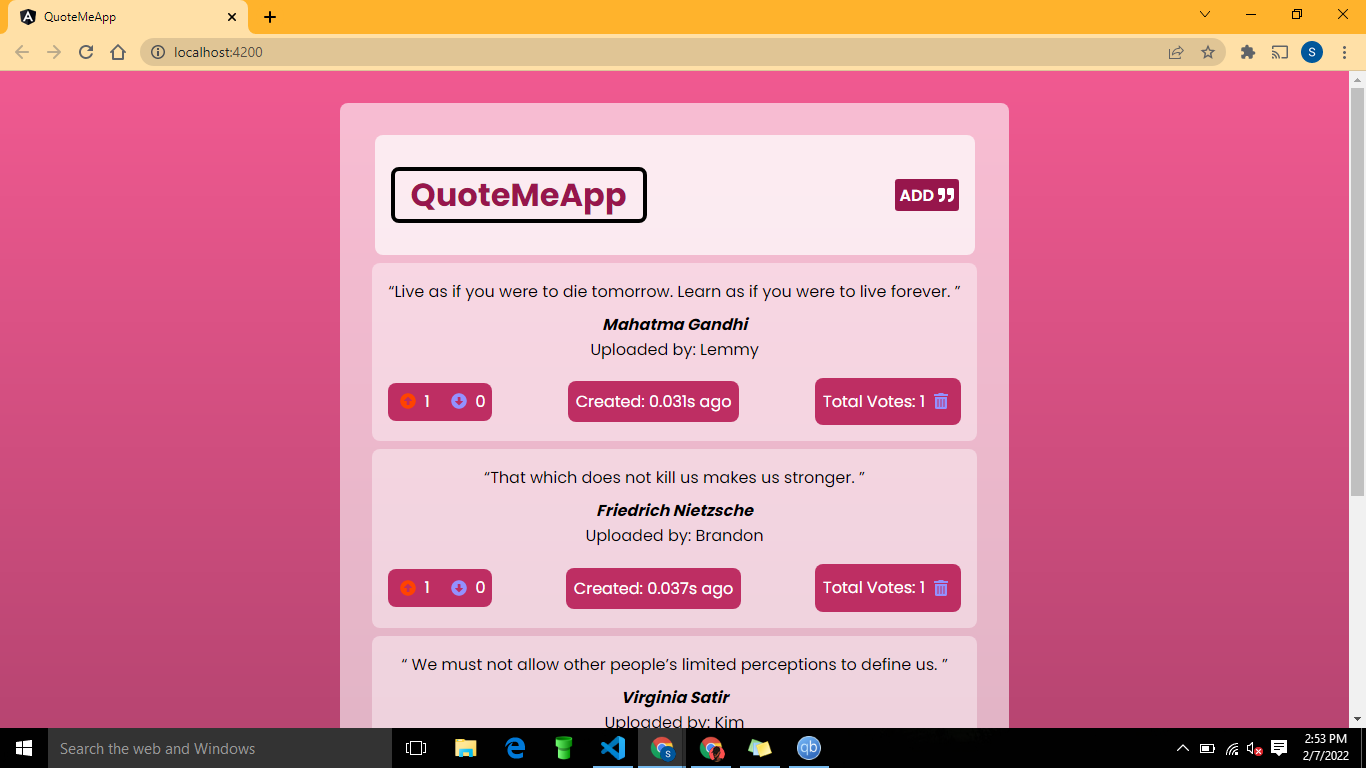 QuoteMeApp
localhost:4200
S
QuoteMeApp
ADD
“Live as if you were to die tomorrow. Learn as if you were to live forever. ”
Mahatma Gandhi
Uploaded by: Lemmy
1 0 Created: 0.031s ago Total Votes: 1
“That which does not kill us makes us stronger. ”
Friedrich Nietzsche
Uploaded by: Brandon
1 0 Created: 0.037s ago Total Votes: 1
“ We must not allow other people’s limited perceptions to define us. ”
Virginia Satir
Uploaded by: Kim
Search the web and Windows
S
qb
2:53 PM
2/7/2022